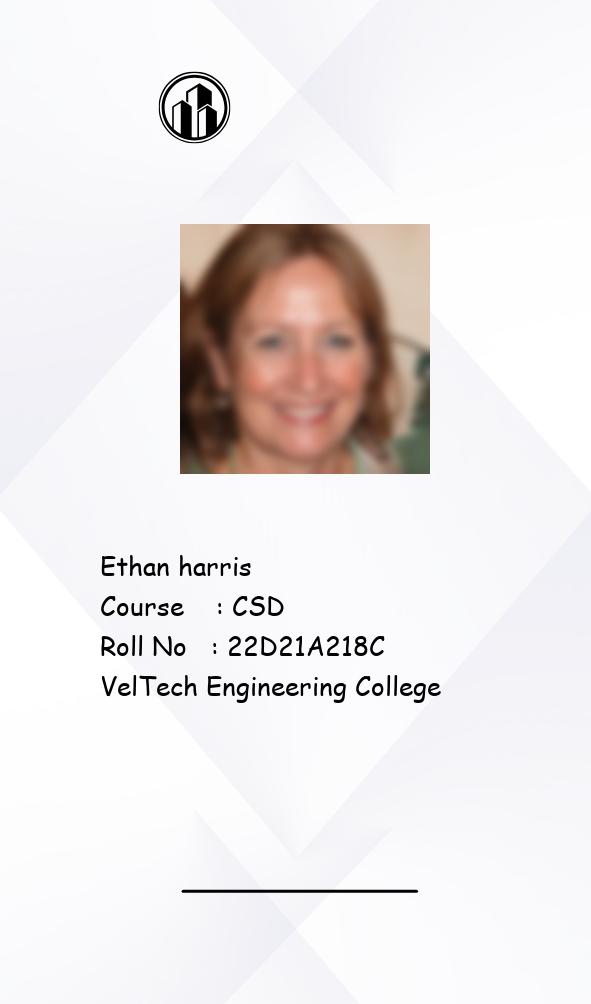 Ethan harris
Course : CSD
Roll No : 22D21A218C
VelTech Engineering College